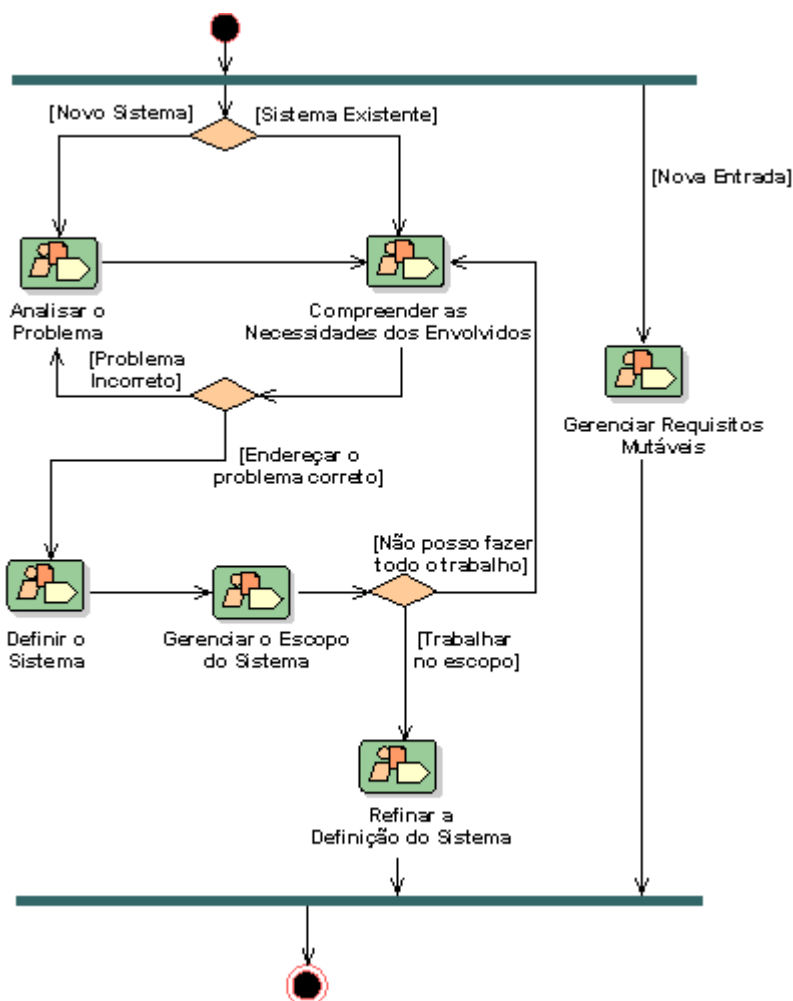 [Novo Sistema]
[Sistema Existente]
[Nova Entrada]
Analisar o
Problema
Compreender as
Necessidades dos Envolvidos
[Problema
Incorreto]
Gerenciar Requisitos
Mutáveis
[Endereçar o
problema correto]
[Não posso fazer
todo o trabalho]
Definir o
Sistema
Gerenciar o Escopo
do Sistema
[Trabalhar
no escopo]
Refinar a
Definição do Sistema